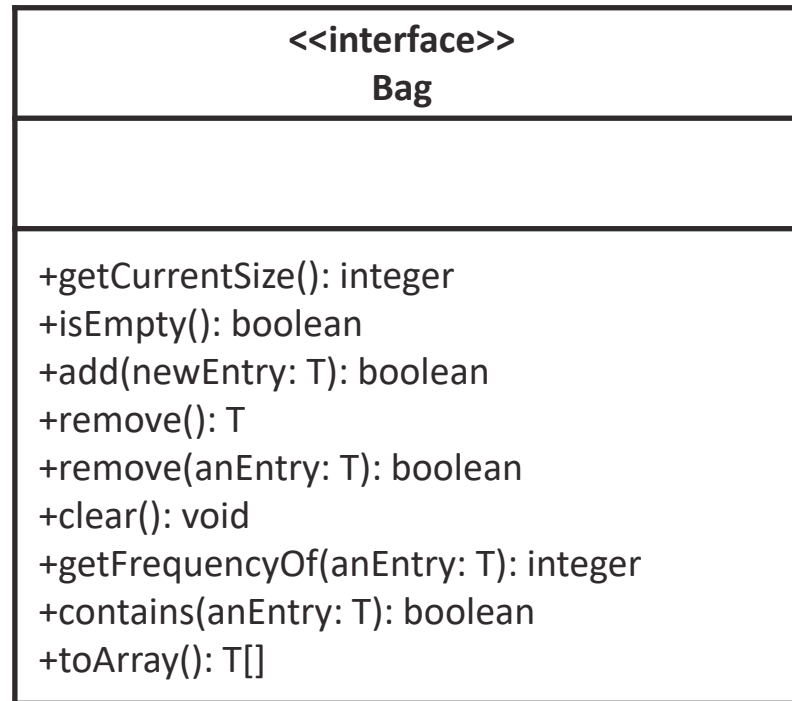 <<interface>>
Bag
+getCurrentSize(): integer
+isEmpty(): boolean
+add(newEntry: T): boolean
+remove(): T
+remove(anEntry: T): boolean
+clear(): void
+getFrequencyOf(anEntry: T): integer
+contains(anEntry: T): boolean
+toArray(): T[]